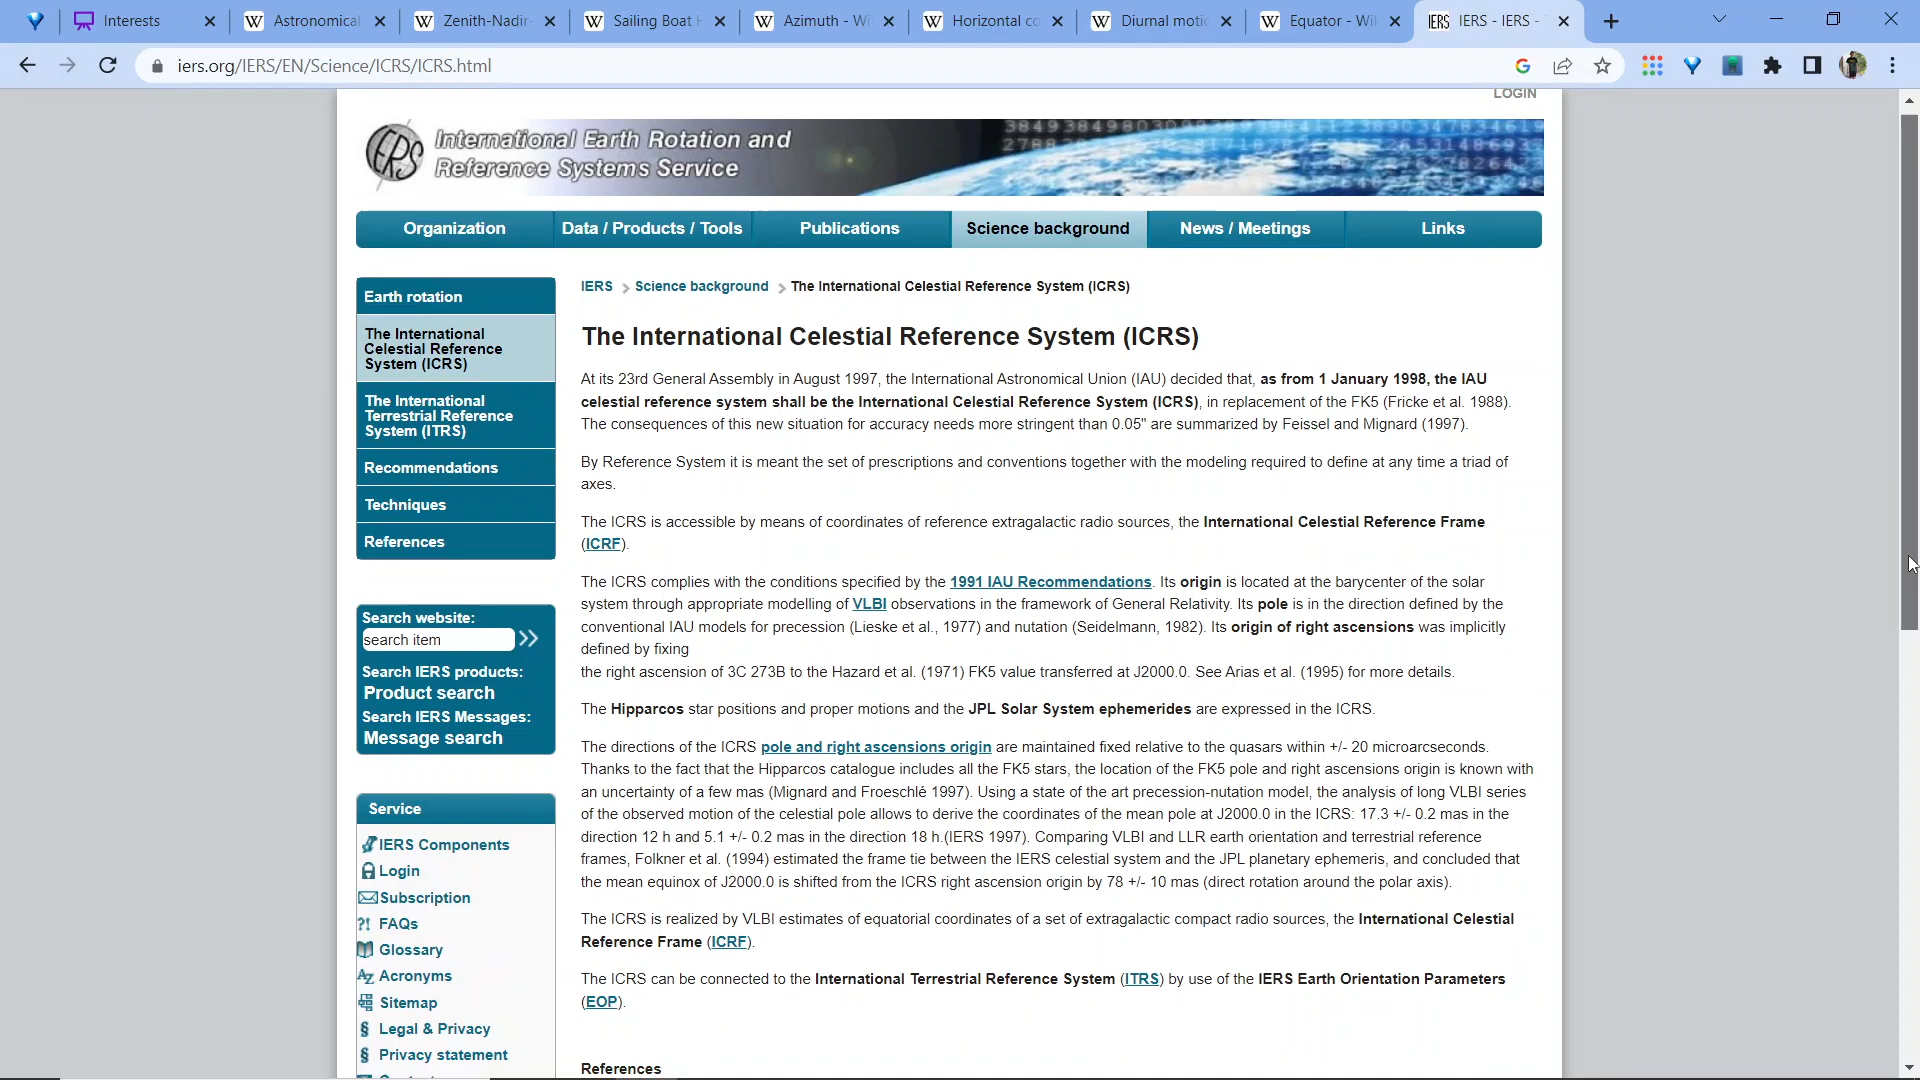 Interests
Astronomical
Zenith-Nadir-
Sailing Boat H
Azimuth - Wi
Horizontal co
Diurnal motio
Equator - Wil
IERS - IERS -
iers.org/IERS/EN/Science/ICRS/ICRS.html
LOGIN
International Earth Rotation and
Reference Systems Service
Organization
Data / Products / Tools
Publications
Science background
News / Meetings
Links
Earth rotation
The International
Celestial Reference
System (ICRS)
The International
Terrestrial Reference
System (ITRS)
Recommendations
Techniques
References
Search website:
search item
Search IERS products:
Product search
Search IERS Messages:
Message search
Service
IERS Components
Login
Subscription
FAQs
Glossary
Acronyms
Sitemap
Legal & Privacy
Privacy statement
IERS > Science background > The International Celestial Reference System (ICRS)
The International Celestial Reference System (ICRS)
At its 23rd General Assembly in August 1997, the International Astronomical Union (IAU) decided that, as from 1 January 1998, the IAU
celestial reference system shall be the International Celestial Reference System (ICRS), in replacement of the FK5 (Fricke et al. 1988).
The consequences of this new situation for accuracy needs more stringent than 0.05" are summarized by Feissel and Mignard (1997).
By Reference System it is meant the set of prescriptions and conventions together with the modeling required to define at any time a triad of
axes.
The ICRS is accessible by means of coordinates of reference extragalactic radio sources, the International Celestial Reference Frame
(ICRF).
The ICRS complies with the conditions specified by the 1991 IAU Recommendations. Its origin is located at the barycenter of the solar
system through appropriate modelling of VLBI observations in the framework of General Relativity. Its pole is in the direction defined by the
conventional IAU models for precession (Lieske et al., 1977) and nutation (Seidelmann, 1982). Its origin of right ascensions was implicitly
defined by fixing
the right ascension of 3C 273B to the Hazard et al. (1971) FK5 value transferred at J2000.0. See Arias et al. (1995) for more details.
The Hipparcos star positions and proper motions and the JPL Solar System ephemerides are expressed in the ICRS.
The directions of the ICRS pole and right ascensions origin are maintained fixed relative to the quasars within +/- 20 microarcseconds.
Thanks to the fact that the Hipparcos catalogue includes all the FK5 stars, the location of the FK5 pole and right ascensions origin is known with
an uncertainty of a few mas (Mignard and Froeschlé 1997). Using a state of the art precession-nutation model, the analysis of long VLBI series
of the observed motion of the celestial pole allows to derive the coordinates of the mean pole at J2000.0 in the ICRS: 17.3 +/- 0.2 mas in the
direction 12 h and 5.1 +/- 0.2 mas in the direction 18 h.(IERS 1997). Comparing VLBI and LLR earth orientation and terrestrial reference
frames, Folkner et al. (1994) estimated the frame tie between the IERS celestial system and the JPL planetary ephemeris, and concluded that
the mean equinox of J2000.0 is shifted from the ICRS right ascension origin by 78 +/- 10 mas (direct rotation around the polar axis).
The ICRS is realized by VLBI estimates of equatorial coordinates of a set of extragalactic compact radio sources, the International Celestial
Reference Frame (ICRF).
The ICRS can be connected to the International Terrestrial Reference System (ITRS) by use of the IERS Earth Orientation Parameters
(EOP).
References